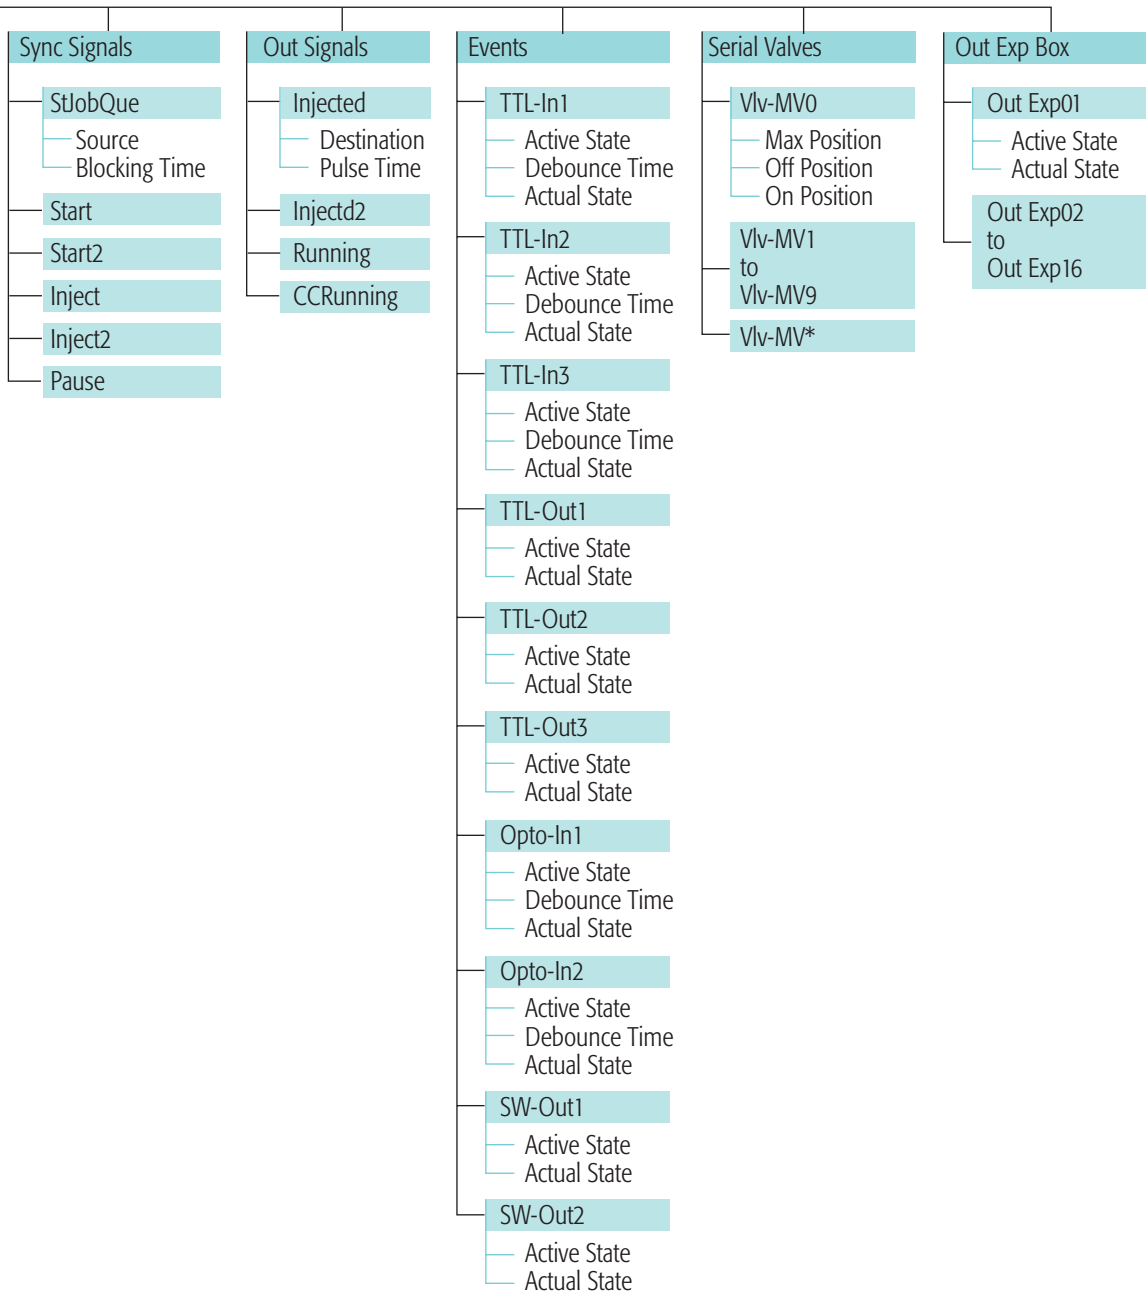 Sync Signals
StJobQue
Source
Blocking Time
Start
Start2
Inject
Inject2
Pause
Out Signals
Injected
Destination
Pulse Time
Injectd2
Running
CCRunning
Events
TTL-In1
Active State
Debounce Time
Actual State
TTL-In2
Active State
Debounce Time
Actual State
TTL-In3
Active State
Debounce Time
Actual State
TTL-Out1
Active State
Actual State
TTL-Out2
Active State
Actual State
TTL-Out3
Active State
Actual State
Opto-In1
Active State
Debounce Time
Actual State
Opto-In2
Active State
Debounce Time
Actual State
SW-Out1
Active State
Actual State
SW-Out2
Active State
Actual State
Serial Valves
Vlv-MV0
Max Position
Off Position
On Position
Vlv-MV1
to
Vlv-MV9
Vlv-MV*
Out Exp Box
Out Exp01
Active State
Actual State
Out Exp02
to
Out Exp16